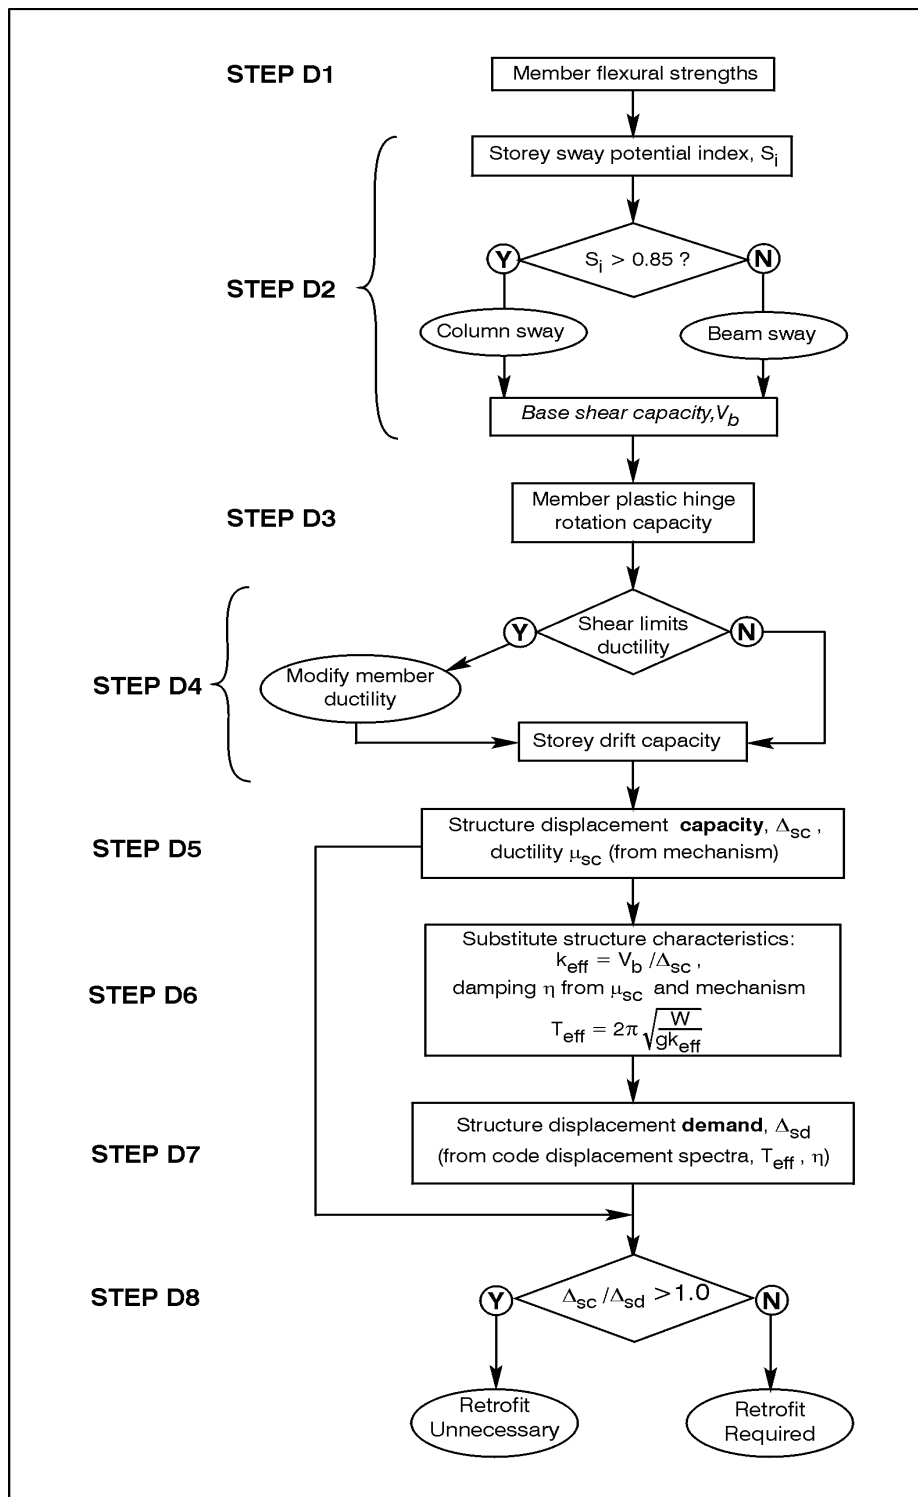 STEP D1
Member flexural strengths
Storey sway potential index, Si
STEP D2
Y
Si > 0.85 ?
N
Column sway
Beam sway
Base shear capacity,Vb
STEP D3
Member plastic hinge
rotation capacity
STEP D4
Y
Shear limits
ductility
N
Modify member
ductility
Storey drift capacity
STEP D5
Structure displacement capacity, Δsc ,
ductility μsc (from mechanism)
STEP D6
Substitute structure characteristics:
keff = Vb /Δsc ,
damping η from μsc and mechanism
Teff = 2π √(W/gkeff)
STEP D7
Structure displacement demand, Δsd
(from code displacement spectra, Teff , η)
STEP D8
Y
Δsc /Δsd >1.0
N
Retrofit
Unnecessary
Retrofit
Required